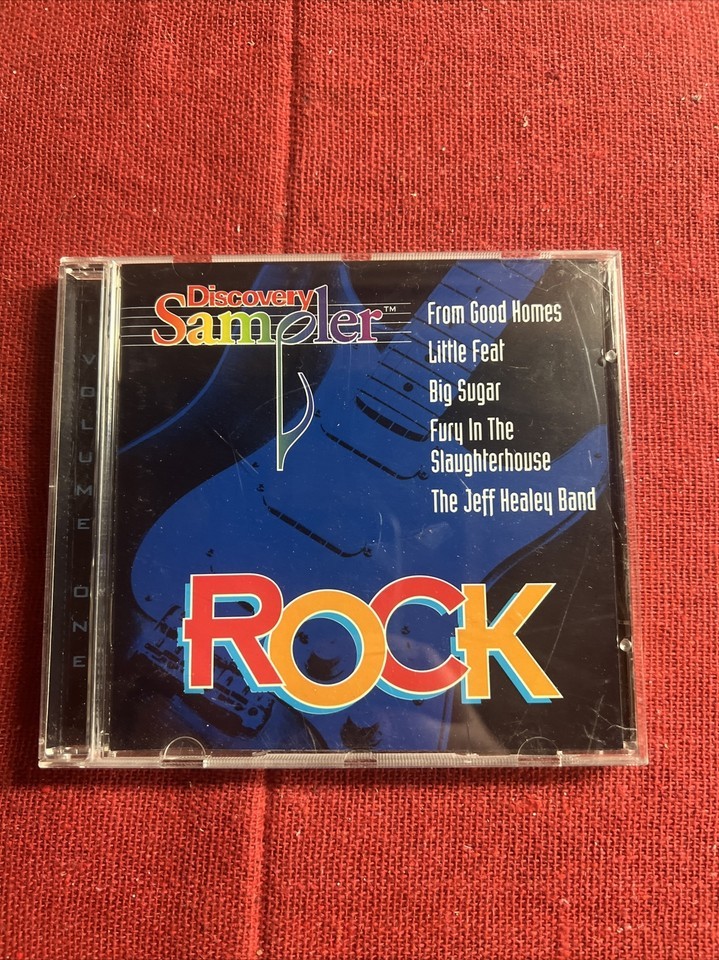 VOLUME ONE
Discovery
Sampler™
From Good Homes
Little Feat
Big Sugar
Fury In The
Slaughterhouse
The Jeff Healey Band
ROCK